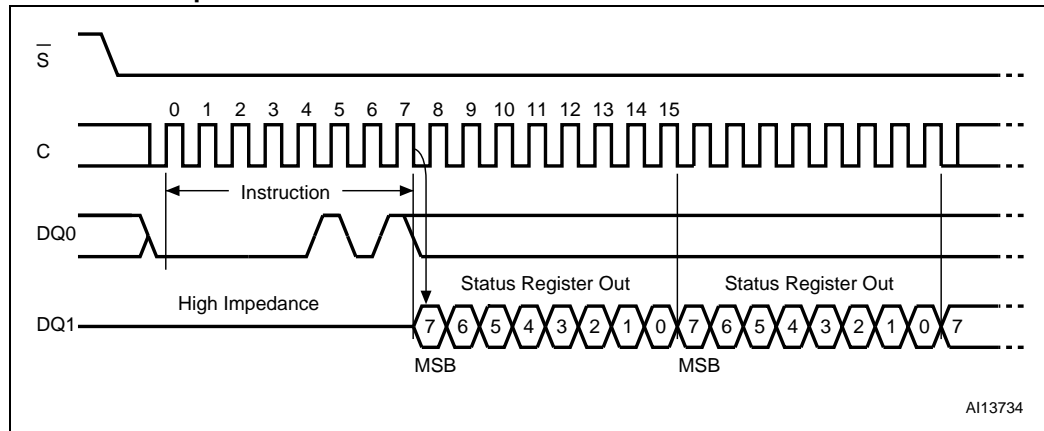 S
0 1 2 3 4 5 6 7 8 9 10 11 12 13 14 15
C
Instruction
DQ0
Status Register Out Status Register Out
High Impedance
DQ1 7 6 5 4 3 2 1 0 7 6 5 4 3 2 1 0 7
MSB MSB
AI13734